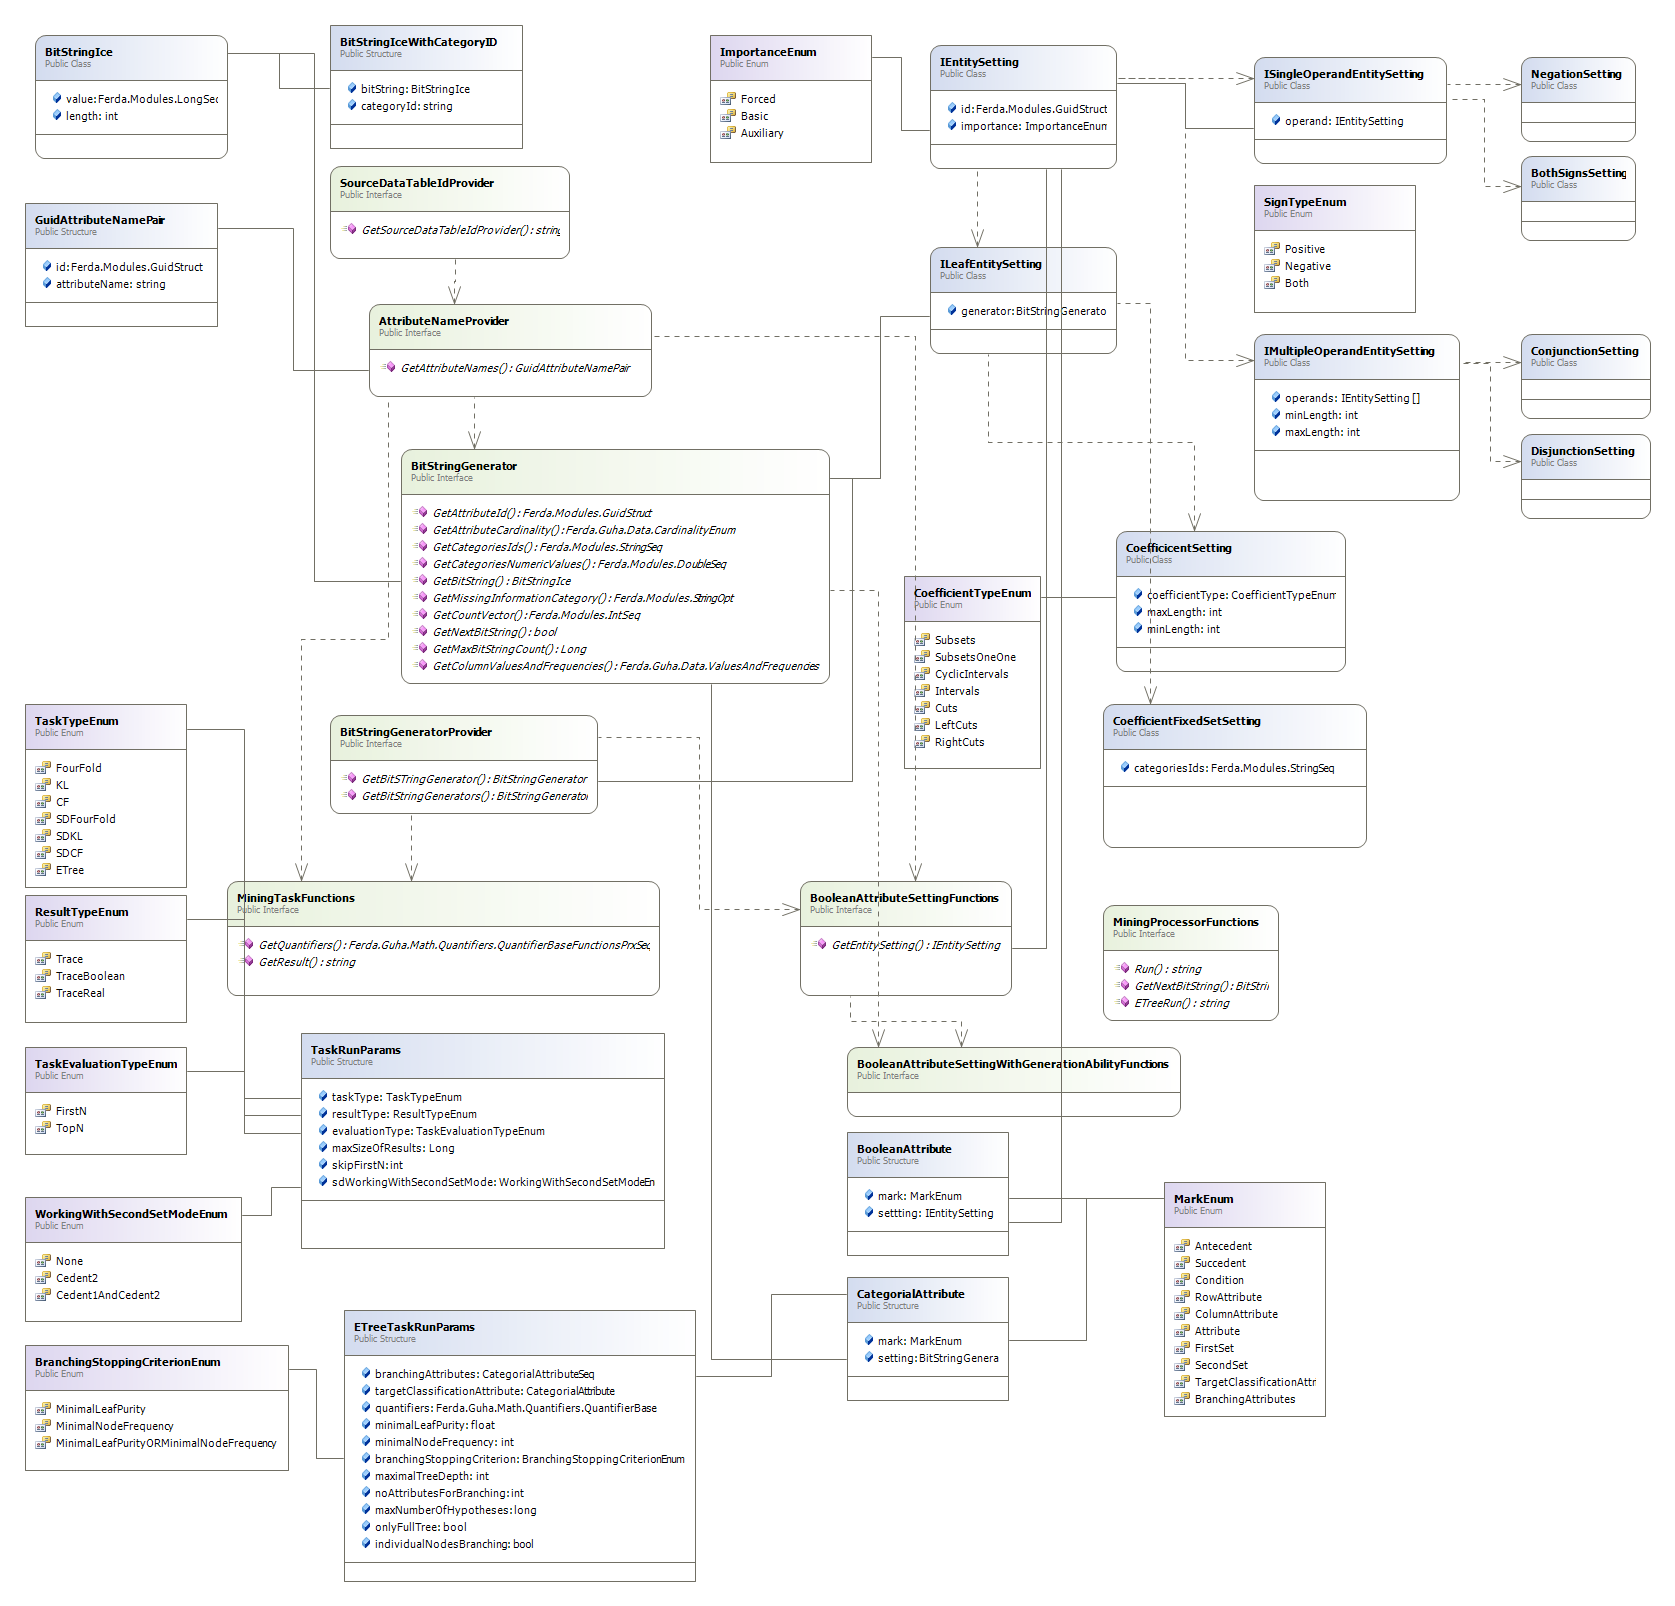 BitStringIce
Public Class
value:Ferda.Modules.LongSec
length: int
BitStringIceWithCategoryID
Public Structure
bitString: BitStringIce
categoryId: string
ImportanceEnum
Public Enum
Forced
Basic
Auxiliary
IEntitySetting
Public Class
id:Ferda.Modules.GuidStruct
importance: ImportanceEnum
ISingleOperandEntitySetting
Public Class
operand: IEntitySetting
NegationSetting
Public Class
BothSignsSetting
Public Class
SourceDataTableIdProvider
Public Interface
GetSourceDataTableIdProvider(): string
SignTypeEnum
Public Enum
Positive
Negative
Both
GuidAttributeNamePair
Public Structure
id:Ferda.Modules.GuidStruct
attributeName: string
ILeafEntitySetting
Public Class
generator:BitStringGenerato
AttributeNameProvider
Public Interface
GetAttributeNames(): GuidAttributeNamePair
IMultipleOperandEntitySetting
Public Class
operands: IEntitySetting[]
minLength: int
maxLength: int
ConjunctionSetting
Public Class
DisjunctionSetting
Public Class
BitStringGenerator
Public Interface
GetAttributeId(): Ferda.Modules.GuidStruct
GetAttributeCardinality(): Ferda.Guha.Data.CardinalityEnum
GetCategoriesIds(): Ferda.Modules.StringSeq
GetCategoriesNumericValues(): Ferda.Modules.DoubleSeq
GetBitString(): BitStringIce
GetMissingInformationCategory(): Ferda.Modules.StringOpt
GetCountVector():Ferda.Modules.IntSeq
GetNextBitString(): bool
GetMaxBitStringCount(): Long
GetColumnValuesAndFrequencies(): Ferda.Guha.Data.ValuesAndFrequencies
CoefficicentSetting
Public Class
coefficientType: CoefficientTypeEnum
maxLength: int
minLength: int
CoefficientTypeEnum
Public Enum
Subsets
SubsetsOneOne
CyclicIntervals
Intervals
Cuts
LeftCuts
RightCuts
CoefficientFixedSetSetting
Public Class
categoriesIds: Ferda.Modules.StringSeq
TaskTypeEnum
Public Enum
FourFold
KL
CF
SDFourFold
SDKL
SDCF
ETree
BitStringGeneratorProvider
Public Interface
GetBitSTringGenerator(): BitStringGenerator
GetBitStringGenerators(): BitStringGenerator
MiningTaskFunctions
Public Interface
GetQuantifiers(): Ferda.Guha.Math.Quantifiers.QuantifierBaseFunctionsPrxSeq
GetResult(): string
BooleanAttributeSettingFunctions
Public Interface
GetEntitySetting(): IEntitySetting
ResultTypeEnum
Public Enum
Trace
TraceBoolean
TraceReal
MiningProcessorFunctions
Public Interface
Run() : string
GetNextBitString(): BitStrin
ETreeRun() : string
TaskEvaluationTypeEnum
Public Enum
FirstN
TopN
TaskRunParams
Public Structure
taskType: TaskTypeEnum
resultType: ResultTypeEnum
evaluationType: TaskEvaluationTypeEnum
maxSizeOfResults: Long
skipFirstN:int
sdWorkingWithSecondSetMode: WorkingWithSecondSetModeEn
BooleanAttributeSettingWithGenerationAbilityFunctions
Public Interface
BooleanAttribute
Public Structure
mark: MarkEnum
settting: IEntitySetting
MarkEnum
Public Enum
Antecedent
Succedent
Condition
RowAttribute
ColumnAttribute
Attribute
FirstSet
SecondSet
TargetClassificationAttr
BranchingAttributes
WorkingWithSecondSetModeEnum
Public Enum
None
Cedent2
Cedent1AndCedent2
CategorialAttribute
Public Structure
mark: MarkEnum
setting:BitStringGenera
ETreeTaskRunParams
Public Structure
branchingAttributes: CategorialAttributeSeq
targetClassificationAttribute: CategorialAttribute
quantifiers: Ferda.Guha.Math.Quantifiers.QuantifierBase
minimalLeafPurity: float
minimalNodeFrequency: int
branchingStoppingCriterion: BranchingStoppingCriterionEnum
maximalTreeDepth: int
noAttributesForBranching:int
maxNumberOfHypotheses: long
onlyFullTree: bool
individualNodesBranching: bool
BranchingStoppingCriterionEnum
Public Enum
MinimalLeafPurity
MinimalNodeFrequency
MinimalLeafPurityORMinimalNodeFrequency